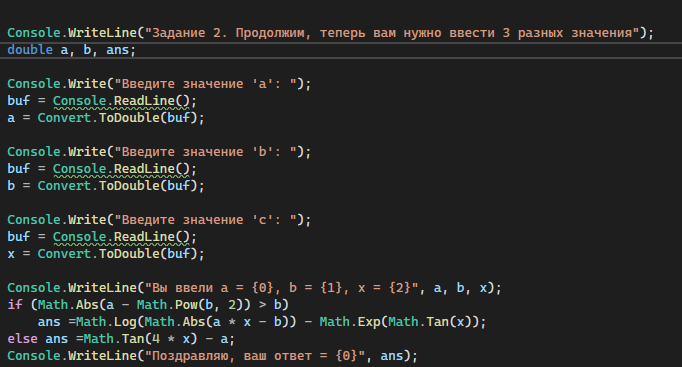 Console.WriteLine("Задание 2. Продолжим, теперь вам нужно ввести 3 разных значения");
double a, b, ans;
Console.Write("Введите значение 'a': ");
buf = Console.ReadLine();
a = Convert.ToDouble(buf);
Console.Write("Введите значение 'b': ");
buf = Console.ReadLine();
b = Convert.ToDouble(buf);
Console.Write("Введите значение 'c': ");
buf = Console.ReadLine();
x = Convert.ToDouble(buf);
Console.WriteLine("Вы ввели a = {0}, b = {1}, x = {2}", a, b, x);
if (Math.Abs(a - Math.Pow(b, 2)) > b)
ans =Math.Log(Math.Abs(a * x - b)) - Math.Exp(Math.Tan(x));
else ans =Math.Tan(4 * x) - a;
Console.WriteLine("Поздравляю, ваш ответ = {0}", ans);